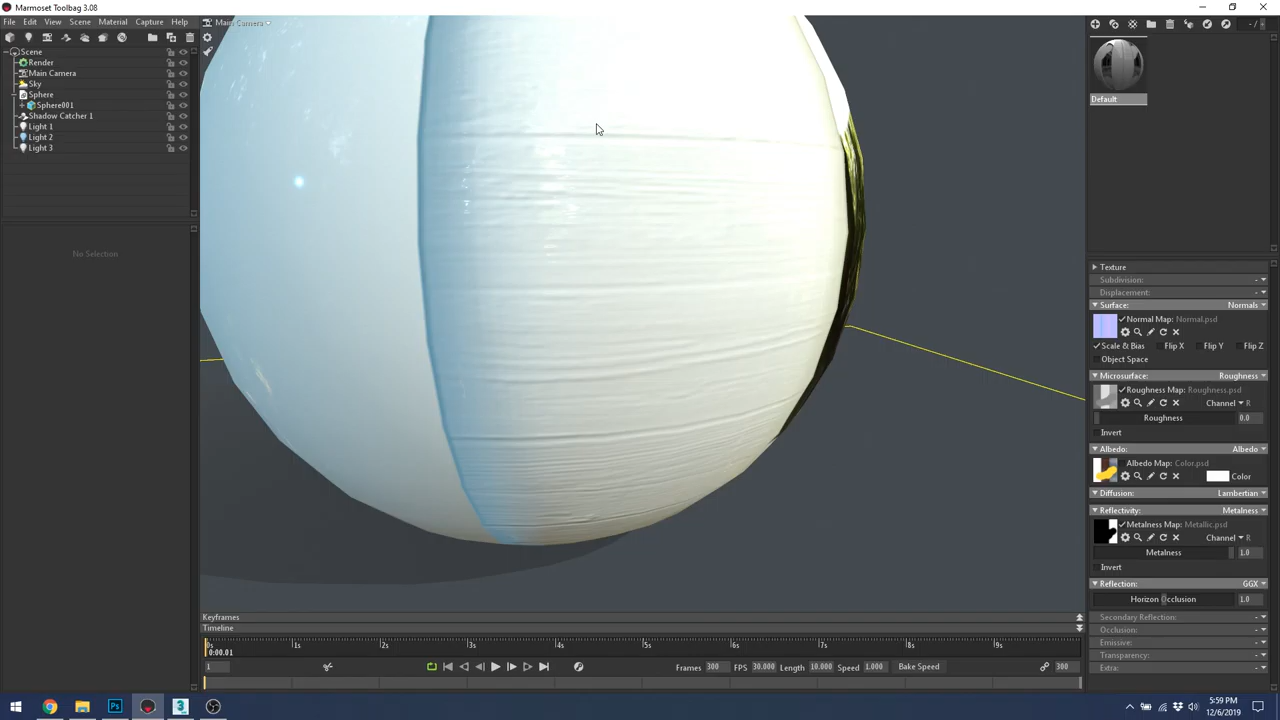 Marmoset Toolbag 3.08
File Edit View Scene Material Capture Help
Main Camera
- /
Scene
Render
Main Camera
Sky
Sphere
Sphere001
Shadow Catcher 1
Light 1
Light 2
Light 3
No Selection
Default
Texture
Subdivision: -
Displacement: -
Surface: Normals
Normal Map: Normal.psd
Scale & Bias Flip X Flip Y Flip Z
Object Space
Microsurface: Roughness
Roughness Map: Roughness.psd
Channel R
Roughness 0.0
Invert
Albedo: Albedo
Albedo Map: Color.psd
Color
Diffusion: Lambertian
Reflectivity: Metalness
Metalness Map: Metallic.psd
Channel R
Metalness 1.0
Invert
Reflection: GGX
Horizon Occlusion 1.0
Secondary Reflection: -
Occlusion: -
Emissive: -
Transparency: -
Extra: -
Keyframes
Timeline
0s 1s 2s 3s 4s 5s 6s 7s 8s 9s
0:00.01
1 Frames 300 FPS 30.000 Length 10.000 Speed 1.000 Bake Speed 300
Ps 3
5:59 PM
12/6/2019